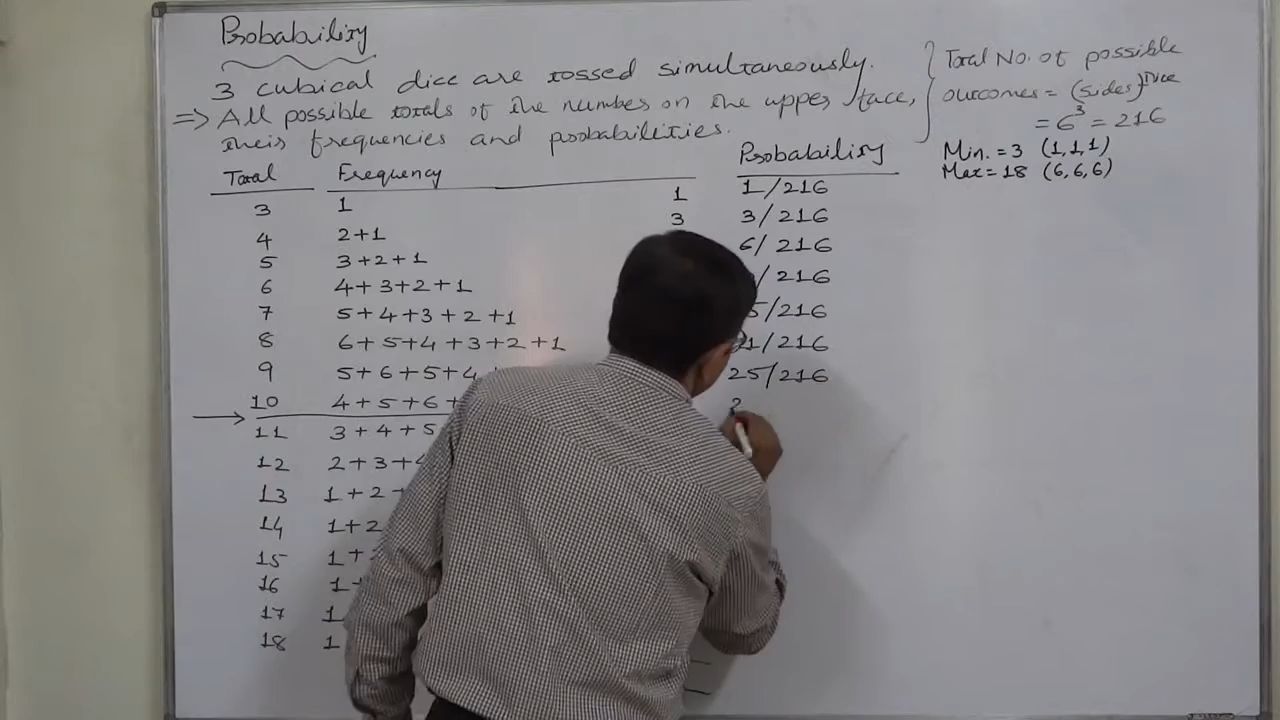 Probability
3 cubical dice are tossed simultaneously.
=> All possible totals of the numbers on the upper face,
their frequencies and probabilities.
Total No. of possible
outcomes = (sides)^Dice
= 6^3 = 216
Min. = 3 (1,1,1)
Max = 18 (6,6,6)
Total Frequency Probability
3 1 1 1/216
4 2+1 3 3/216
5 3+2+1 6/216
6 4+3+2+1 /216
7 5+4+3+2+1 5/216
8 6+5+4+3+2+1 21/216
9 5+6+5+4 25/216
10 4+5+6+ 2
11 3+4+5
12 2+3+4
13 1+2+
14 1+2
15 1+
16 1+
17 1
18 1